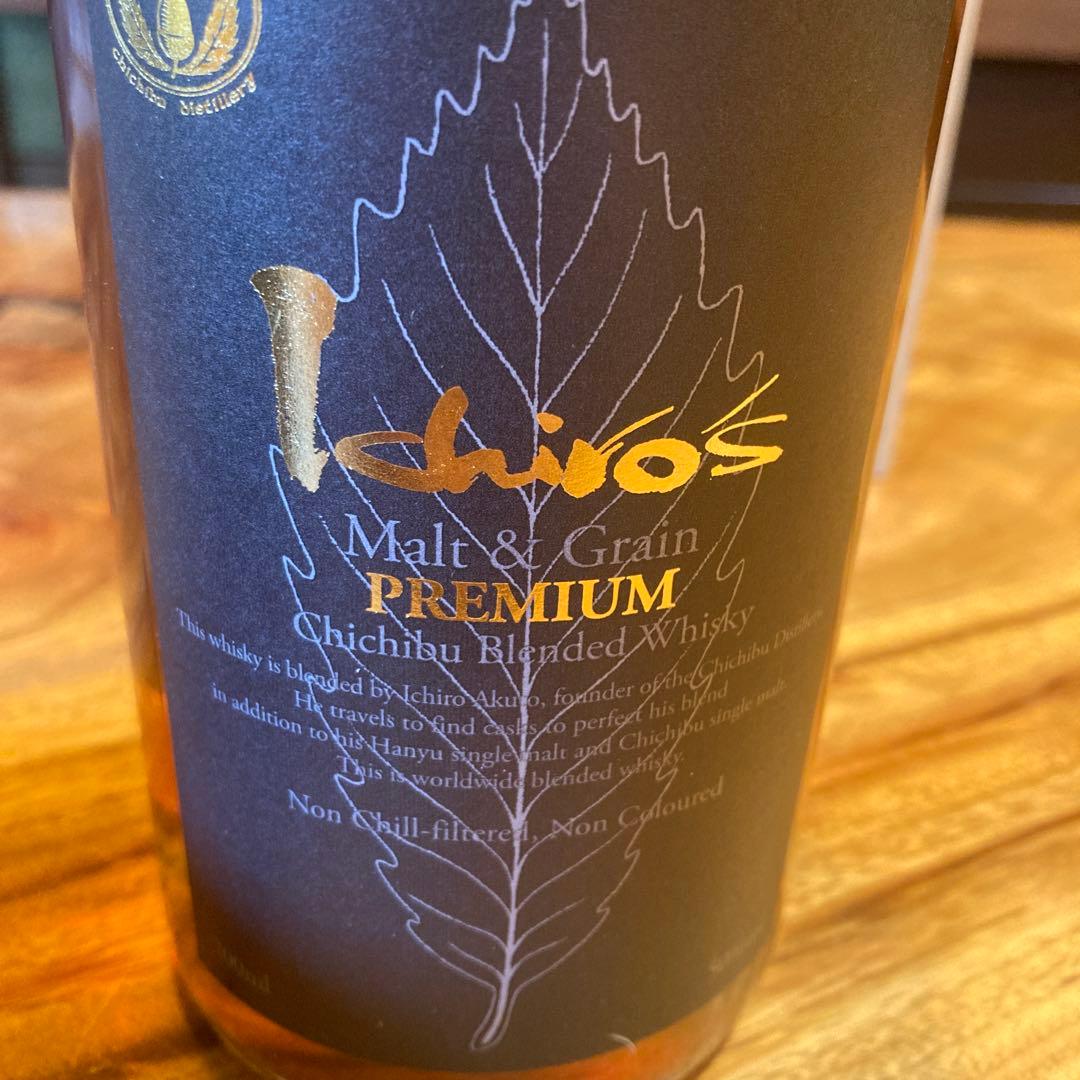 chichibu distillery
Ichiro's
Malt & Grain
PREMIUM
Chichibu Blended Whisky
This whisky is blended by Ichiro Akuto, founder of the Chichibu Distillery.
He travels to find casks to perfect his blend
in addition to his Hanyu single malt and Chichibu single malt.
This is worldwide blended whisky.
Non Chill-filtered, Non Coloured